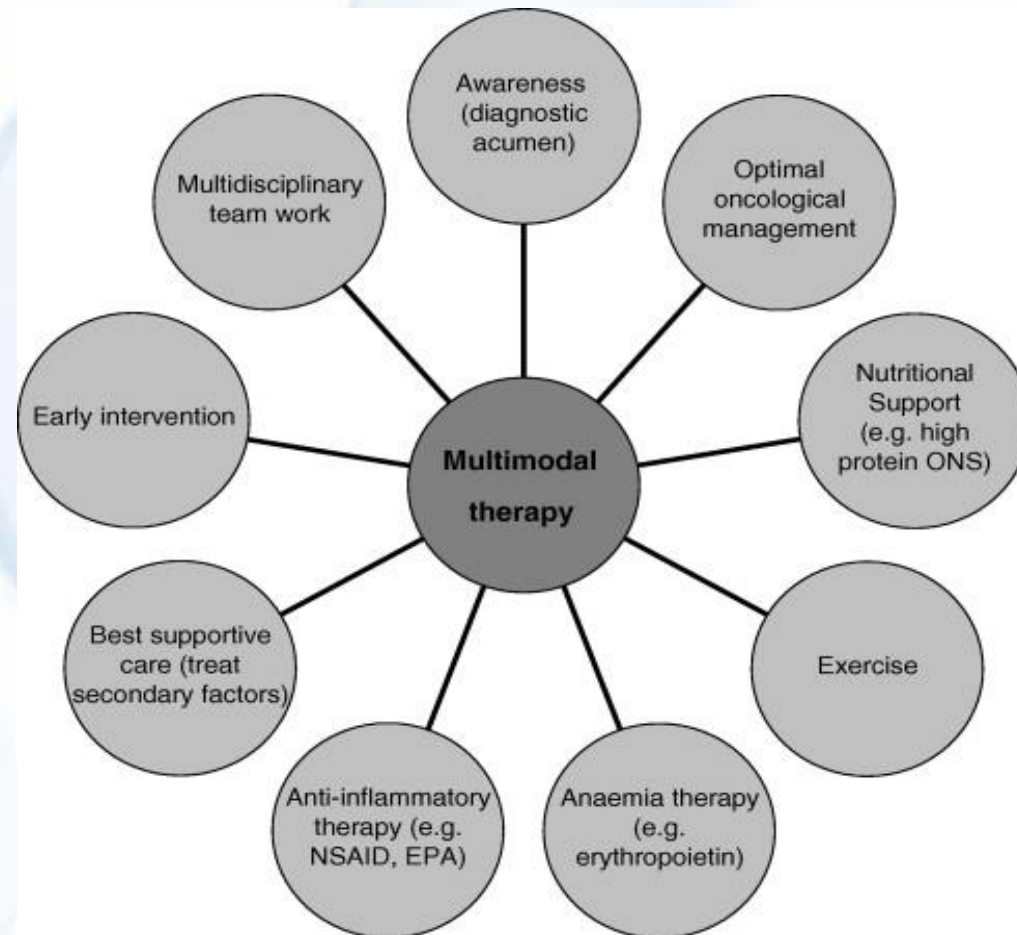 Awareness
(diagnostic
acumen)
Optimal
oncological
management
Nutritional
Support
(e.g. high
protein ONS)
Exercise
Anaemia therapy
(e.g.
erythropoietin)
Anti-inflammatory
therapy (e.g.
NSAID, EPA)
Best supportive
care (treat
secondary factors)
Early intervention
Multidisciplinary
team work
Multimodal
therapy